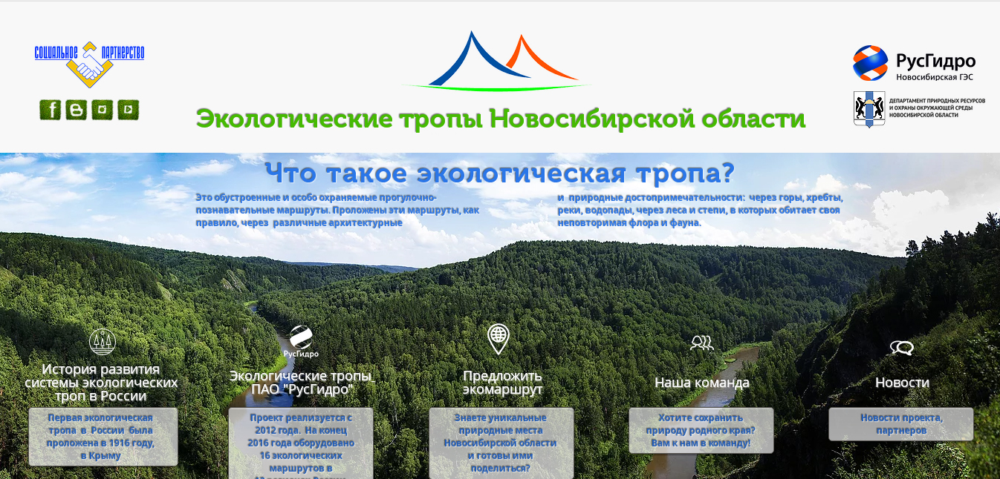 СОЦИАЛЬНОЕ ПАРТНЕРСТВО
РусГидро
Новосибирская ГЭС
ДЕПАРТАМЕНТ ПРИРОДНЫХ РЕСУРСОВ
И ОХРАНЫ ОКРУЖАЮЩЕЙ СРЕДЫ
НОВОСИБИРСКОЙ ОБЛАСТИ
Экологические тропы Новосибирской области
Что такое экологическая тропа?
Это обустроенные и особо охраняемые прогулочно-
познавательные маршруты. Проложены эти маршруты, как
правило, через различные архитектурные
и природные достопримечательности: через горы, хребты,
реки, водопады, через леса и степи, в которых обитает своя
неповторимая флора и фауна.
История развития
системы экологических
троп в России
Первая экологическая
тропа в России была
проложена в 1916 году,
в Крыму
РусГидро
Экологические тропы
ПАО "РусГидро"
Проект реализуется с
2012 года. На конец
2016 года оборудовано
16 экологических
маршрутов в
Предложить
экомаршрут
Знаете уникальные
природные места
Новосибирской области
и готовы ими
поделиться?
Наша команда
Хотите сохранить
природу родного края?
Вам к нам в команду!
Новости
Новости проекта,
партнеров